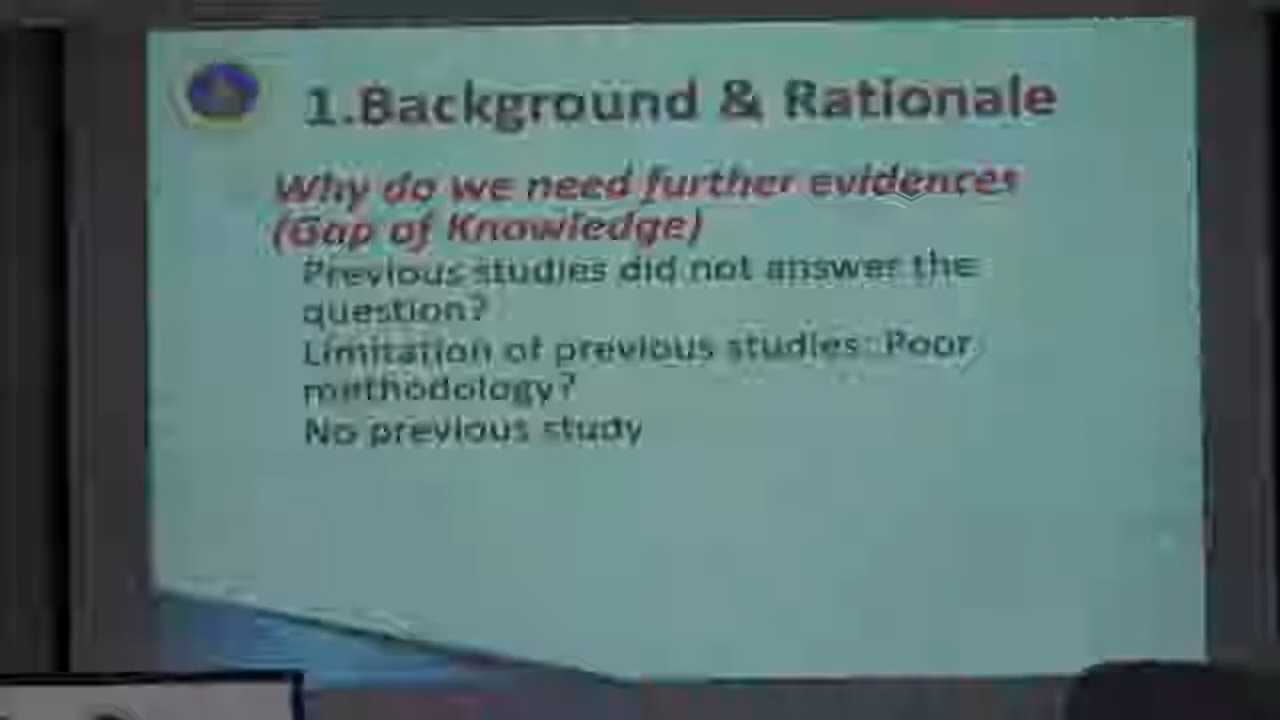 1.Background & Rationale
Why do we need further evidences
(Gap of Knowledge)
Previous studies did not answer the
question?
Limitation of previous studies: Poor
methodology?
No previous study